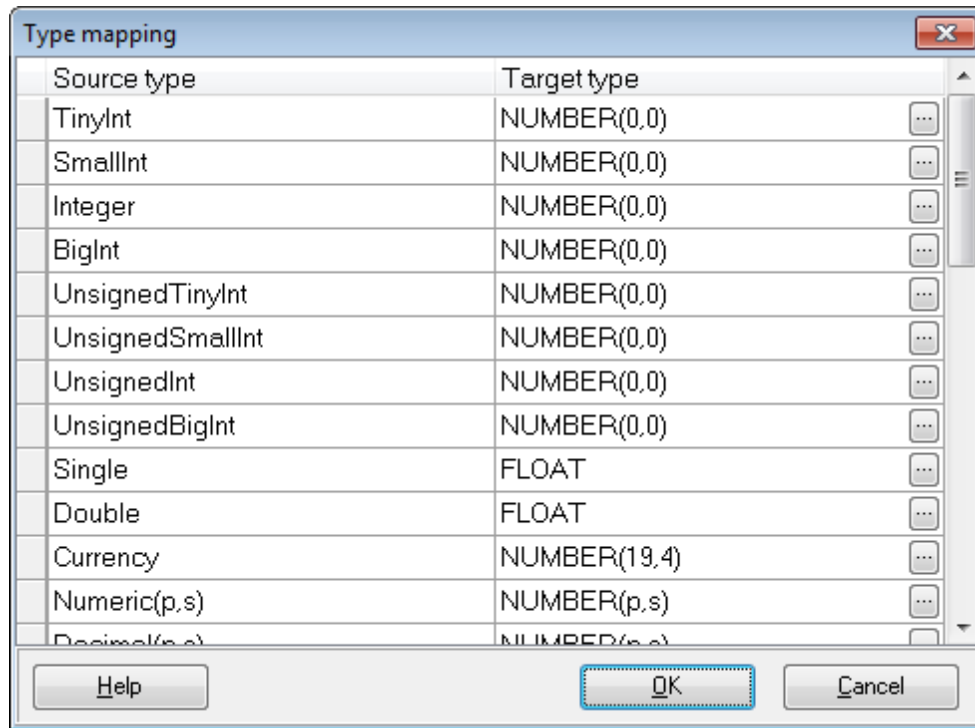 Type mapping
Source type Target type
TinyInt NUMBER(0,0)
SmallInt NUMBER(0,0)
Integer NUMBER(0,0)
BigInt NUMBER(0,0)
UnsignedTinyInt NUMBER(0,0)
UnsignedSmallInt NUMBER(0,0)
UnsignedInt NUMBER(0,0)
UnsignedBigInt NUMBER(0,0)
Single FLOAT
Double FLOAT
Currency NUMBER(19,4)
Numeric(p,s) NUMBER(p,s)
Decimal(p,s) NUMBER(p,s)
Help OK Cancel